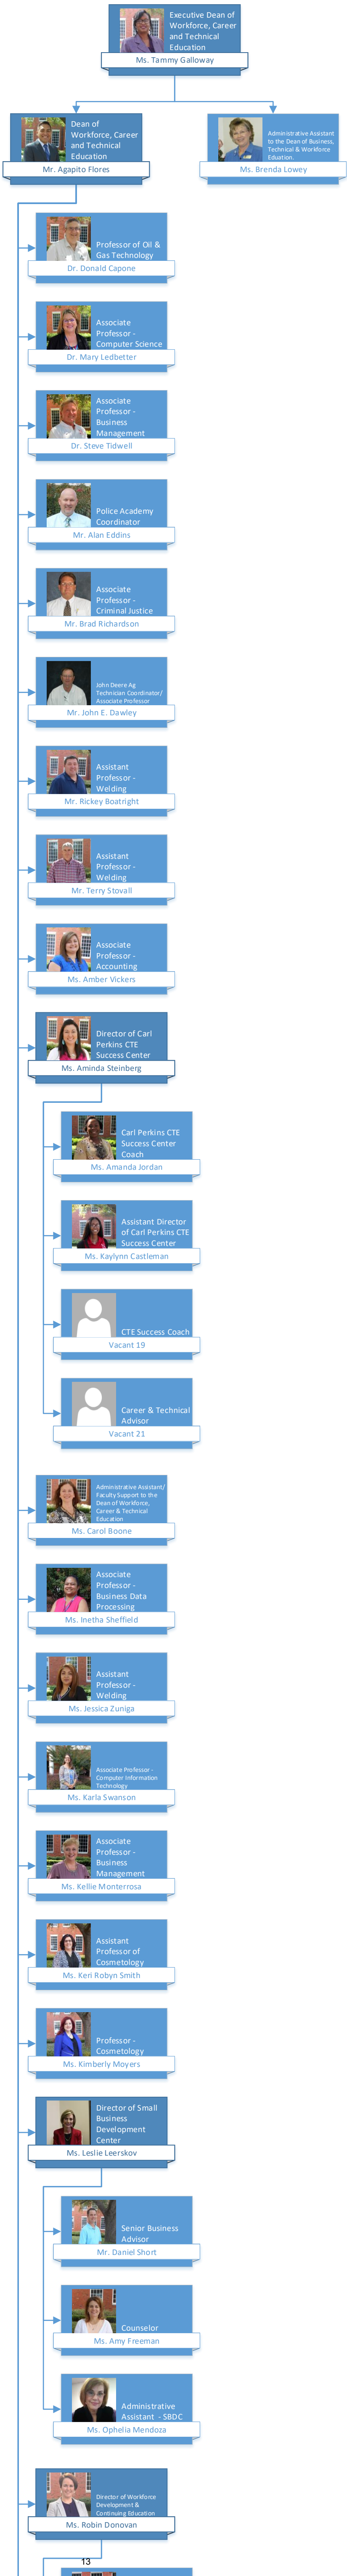 Executive Dean of
Workforce, Career
and Technical
Education
Ms. Tammy Galloway
Dean of
Workforce, Career
and Technical
Education
Mr. Agapito Flores
Administrative Assistant
to the Dean of Business,
Technical & Workforce
Eduation.
Ms. Brenda Lowey
Professor of Oil &
Gas Technology
Dr. Donald Capone
Associate
Professor -
Computer Science
Dr. Mary Ledbetter
Associate
Professor -
Business
Management
Dr. Steve Tidwell
Police Academy
Coordinator
Mr. Alan Eddins
Associate
Professor -
Criminal Justice
Mr. Brad Richardson
John Deere Ag
Technician Coordinator/
Associate Professor
Mr. John E. Dawley
Assistant
Professor -
Welding
Mr. Rickey Boatright
Assistant
Professor -
Welding
Mr. Terry Stovall
Associate
Professor -
Accounting
Ms. Amber Vickers
Director of Carl
Perkins CTE
Success Center
Ms. Aminda Steinberg
Carl Perkins CTE
Success Center
Coach
Ms. Amanda Jordan
Assistant Director
of Carl Perkins CTE
Success Center
Ms. Kaylynn Castleman
CTE Success Coach
Vacant 19
Career & Technical
Advisor
Vacant 21
Administrative Assistant/
Faculty Support to the
Dean of Workforce,
Career & Technical
Education
Ms. Carol Boone
Associate
Professor -
Business Data
Processing
Ms. Inetha Sheffield
Assistant
Professor -
Welding
Ms. Jessica Zuniga
Associate Professor -
Computer Information
Technology
Ms. Karla Swanson
Associate
Professor -
Business
Management
Ms. Kellie Monterrosa
Assistant
Professor of
Cosmetology
Ms. Keri Robyn Smith
Professor -
Cosmetology
Ms. Kimberly Moyers
Director of Small
Business
Development
Center
Ms. Leslie Leerskov
Senior Business
Advisor
Mr. Daniel Short
Counselor
Ms. Amy Freeman
Administrative
Assistant - SBDC
Ms. Ophelia Mendoza
Director of Workforce
Development &
Continuing Education
Ms. Robin Donovan
13